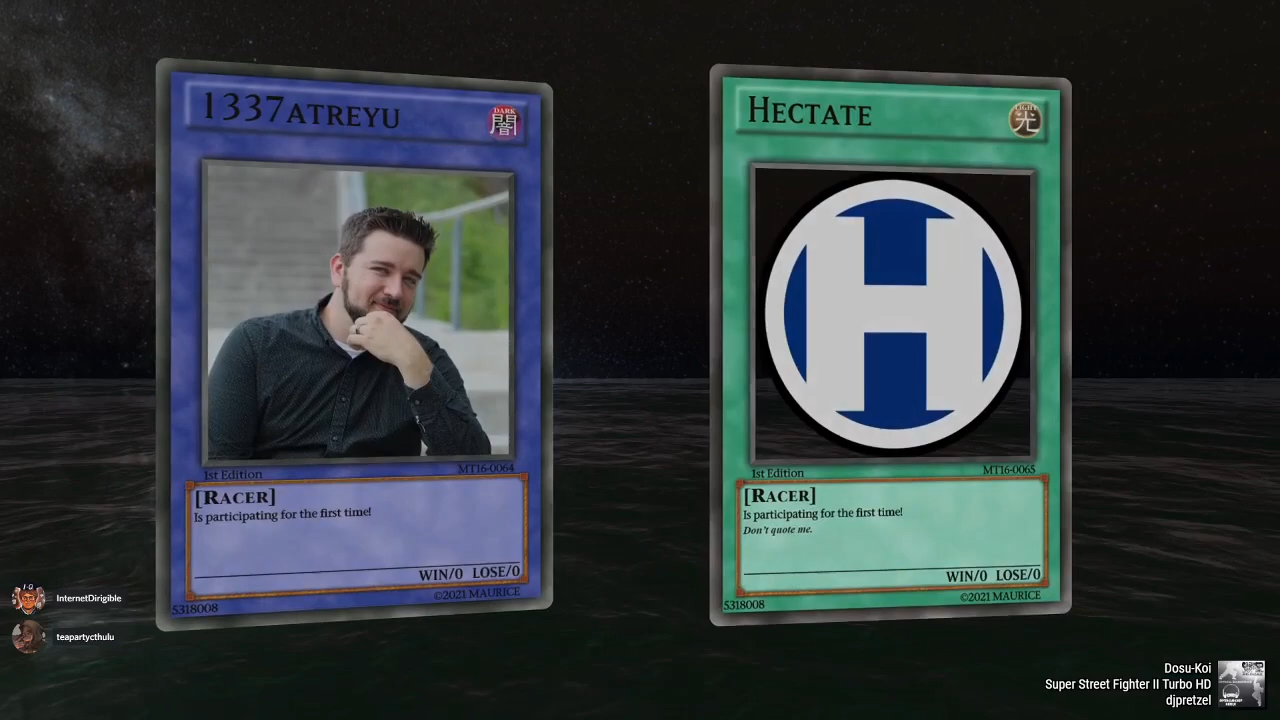 1337ATREYU
DARK
闇
1st Edition
MT16-0064
[RACER]
Is participating for the first time!
WIN/0 LOSE/0
©2021 MAURICE
5318008
HECTATE
LIGHT
光
H
1st Edition
MT16-0065
[RACER]
Is participating for the first time!
Don't quote me.
WIN/0 LOSE/0
©2021 MAURICE
5318008
InternetDirigible
teapartycthulu
Dosu-Koi
Super Street Fighter II Turbo HD
djpretzel